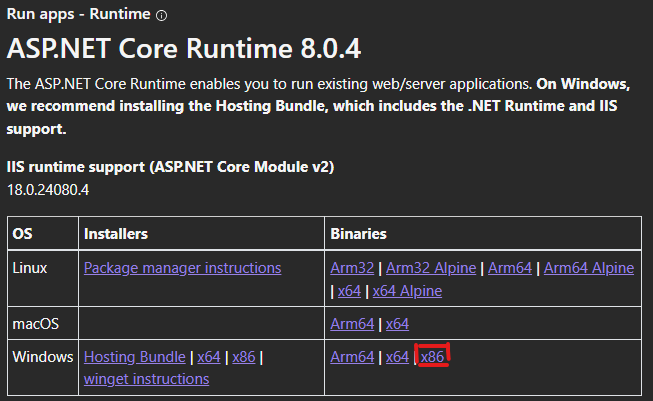 Run apps - Runtime
ASP.NET Core Runtime 8.0.4
The ASP.NET Core Runtime enables you to run existing web/server applications. On Windows,
we recommend installing the Hosting Bundle, which includes the .NET Runtime and IIS
support.
IIS runtime support (ASP.NET Core Module v2)
18.0.24080.4
OS Installers Binaries
Linux Package manager instructions Arm32 | Arm32 Alpine | Arm64 | Arm64 Alpine
| x64 | x64 Alpine
macOS Arm64 | x64
Windows Hosting Bundle | x64 | x86 | Arm64 | x64 | x86
winget instructions